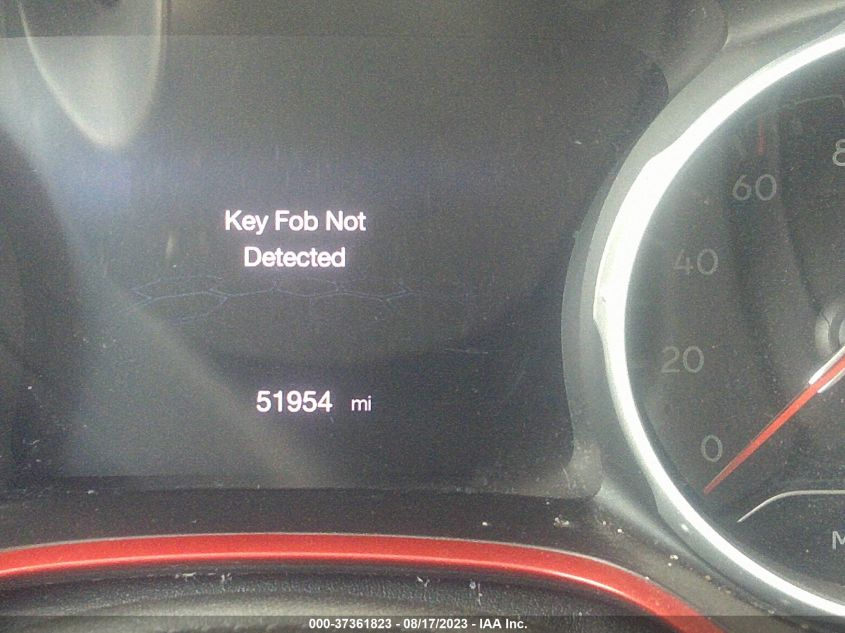 Key Fob Not
Detected
51954 mi
60
40
20
0
000-37361823 - 08/17/2023 - IAA Inc.